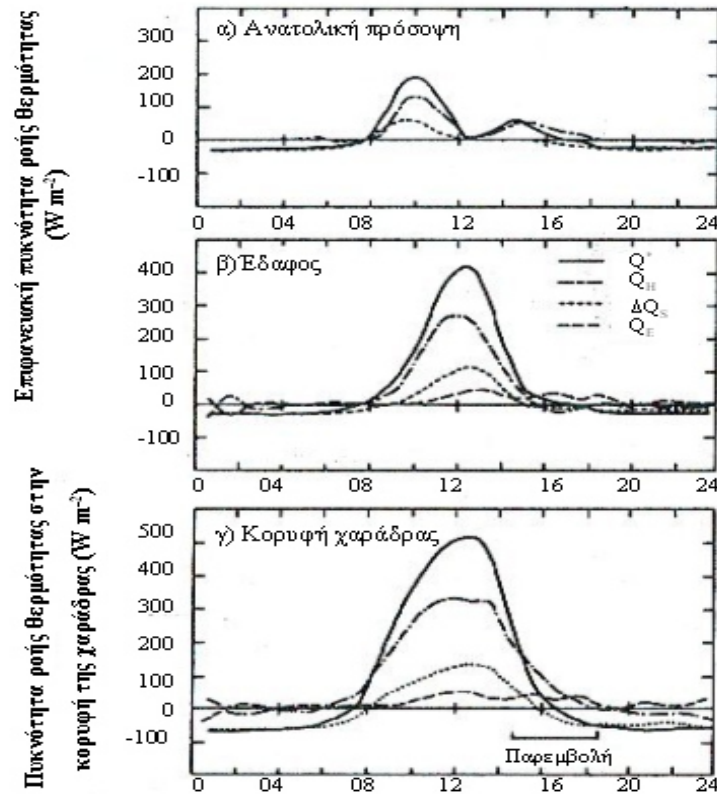 Επιφανειακή πυκνότητα ροής θερμότητας
(W m-2)
α) Ανατολική πρόσοψη
300
200
100
0
-100
0 04 08 12 16 20 24
β) Έδαφος
Q*
QH
ΔQS
QE
400
300
200
100
0
-100
0 04 08 12 16 20 24
Πυκνότητα ροής θερμότητας στην
κορυφή της χαράδρας (W m-2)
γ) Κορυφή χαράδρας
500
400
300
200
100
0
-100
Παρεμβολή
0 04 08 12 16 20 24